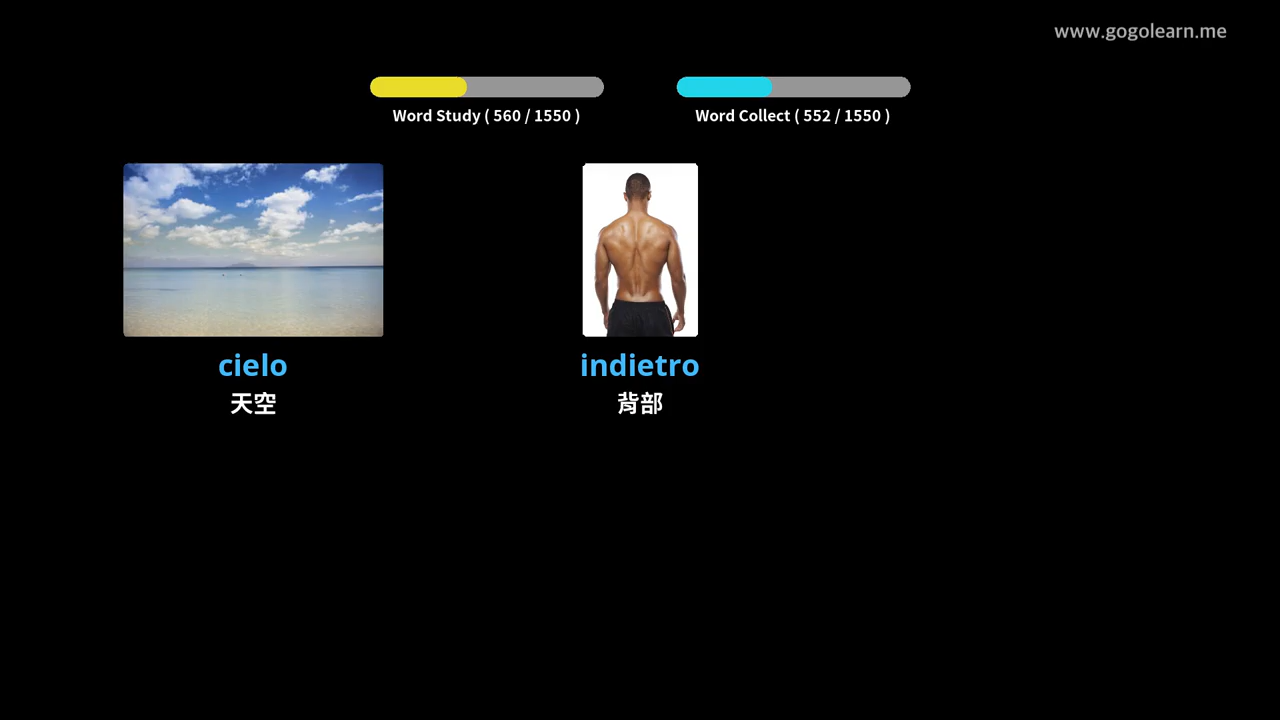 www.gogolearn.me
Word Study ( 560 / 1550 )
Word Collect ( 552 / 1550 )
cielo
天空
indietro
背部